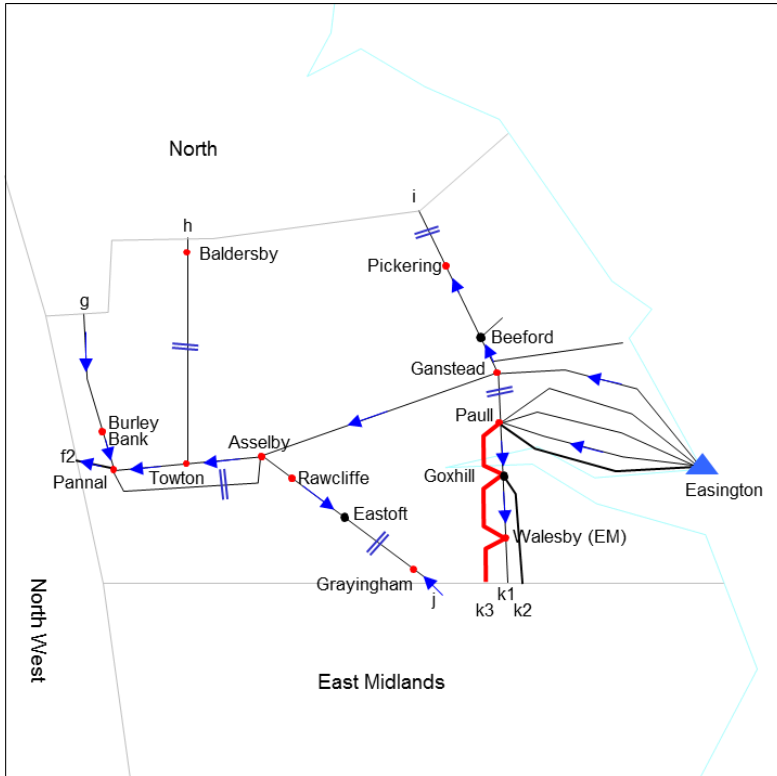 North
i
h
Baldersby
Pickering
g
Beeford
Ganstead
Paull
Burley
Bank
Asselby
f2
Pannal
Towton
Rawcliffe
Goxhill
Easington
Eastoft
Walesby (EM)
Grayingham
j
k1
k3
k2
North West
East Midlands